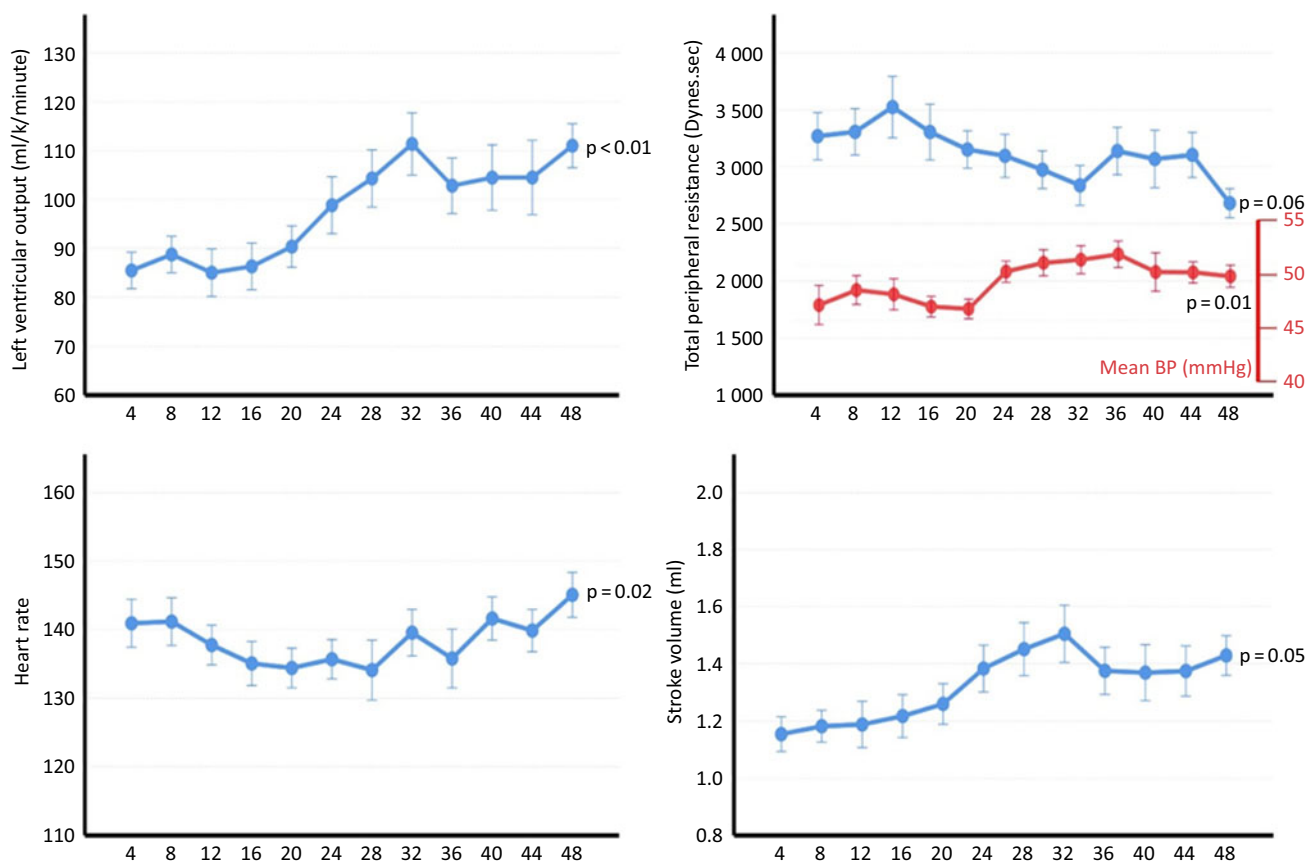 Left ventricular output (ml/k/minute)
130
120
110
100
90
80
70
60
p < 0.01
4 8 12 16 20 24 28 32 36 40 44 48
Total peripheral resistance (Dynes.sec)
4 000
3 500
3 000
2 500
2 000
1 500
1 000
p = 0.06
55
50
p = 0.01
45
Mean BP (mmHg)
40
4 8 12 16 20 24 28 32 36 40 44 48
Heart rate
160
150
140
130
120
110
p = 0.02
4 8 12 16 20 24 28 32 36 40 44 48
Stroke volume (ml)
2.0
1.8
1.6
1.4
1.2
1.0
0.8
p = 0.05
4 8 12 16 20 24 28 32 36 40 44 48